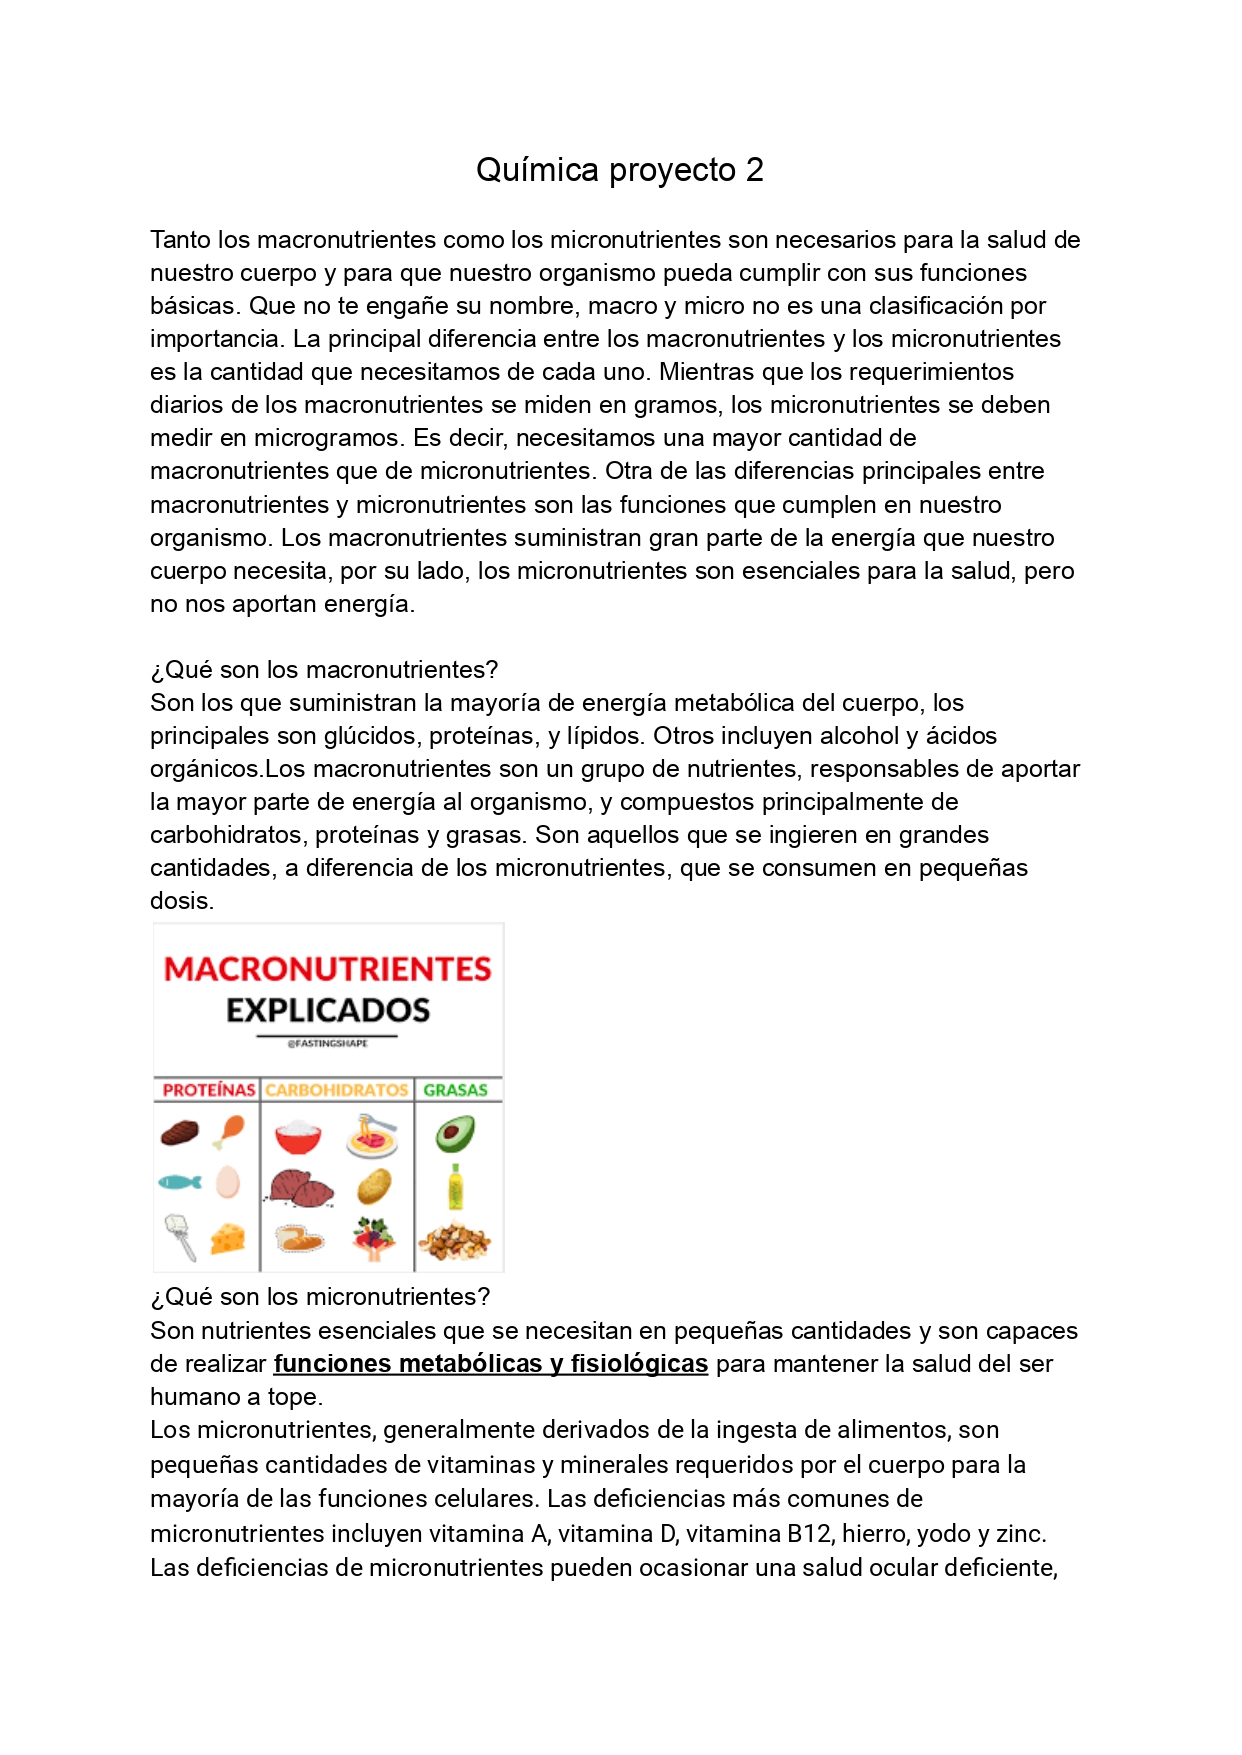 Química proyecto 2
Tanto los macronutrientes como los micronutrientes son necesarios para la salud de
nuestro cuerpo y para que nuestro organismo pueda cumplir con sus funciones
básicas. Que no te engañe su nombre, macro y micro no es una clasificación por
importancia. La principal diferencia entre los macronutrientes y los micronutrientes
es la cantidad que necesitamos de cada uno. Mientras que los requerimientos
diarios de los macronutrientes se miden en gramos, los micronutrientes se deben
medir en microgramos. Es decir, necesitamos una mayor cantidad de
macronutrientes que de micronutrientes. Otra de las diferencias principales entre
macronutrientes y micronutrientes son las funciones que cumplen en nuestro
organismo. Los macronutrientes suministran gran parte de la energía que nuestro
cuerpo necesita, por su lado, los micronutrientes son esenciales para la salud, pero
no nos aportan energía.
¿Qué son los macronutrientes?
Son los que suministran la mayoría de energía metabólica del cuerpo, los
principales son glúcidos, proteínas, y lípidos. Otros incluyen alcohol y ácidos
orgánicos.Los macronutrientes son un grupo de nutrientes, responsables de aportar
la mayor parte de energía al organismo, y compuestos principalmente de
carbohidratos, proteínas y grasas. Son aquellos que se ingieren en grandes
cantidades, a diferencia de los micronutrientes, que se consumen en pequeñas
dosis.
MACRONUTRIENTES
EXPLICADOS
@FASTINGSHAPE
PROTEÍNAS CARBOHIDRATOS GRASAS
¿Qué son los micronutrientes?
Son nutrientes esenciales que se necesitan en pequeñas cantidades y son capaces
de realizar funciones metabólicas y fisiológicas para mantener la salud del ser
humano a tope.
Los micronutrientes, generalmente derivados de la ingesta de alimentos, son
pequeñas cantidades de vitaminas y minerales requeridos por el cuerpo para la
mayoría de las funciones celulares. Las deficiencias más comunes de
micronutrientes incluyen vitamina A, vitamina D, vitamina B12, hierro, yodo y zinc.
Las deficiencias de micronutrientes pueden ocasionar una salud ocular deficiente,